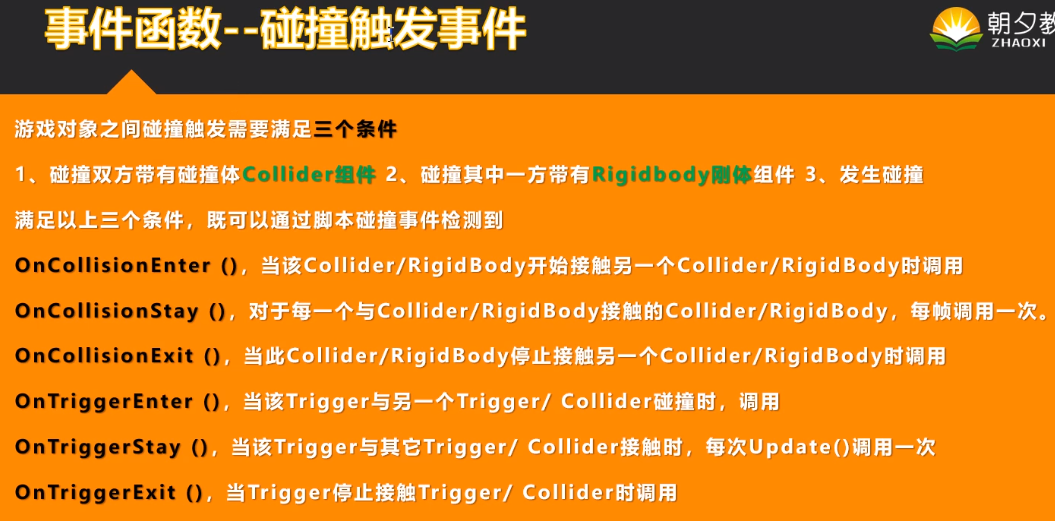 事件函数--碰撞触发事件
朝夕教
ZHAOXI
游戏对象之间碰撞触发需要满足三个条件
1、碰撞双方带有碰撞体Collider组件 2、碰撞其中一方带有Rigidbody刚体组件 3、发生碰撞
满足以上三个条件，既可以通过脚本碰撞事件检测到
OnCollisionEnter ()，当该Collider/RigidBody开始接触另一个Collider/RigidBody时调用
OnCollisionStay ()，对于每一个与Collider/RigidBody接触的Collider/RigidBody，每帧调用一次。
OnCollisionExit ()，当此Collider/RigidBody停止接触另一个Collider/RigidBody时调用
OnTriggerEnter ()，当该Trigger与另一个Trigger/ Collider碰撞时，调用
OnTriggerStay ()，当该Trigger与其它Trigger/ Collider接触时，每次Update()调用一次
OnTriggerExit ()，当Trigger停止接触Trigger/ Collider时调用